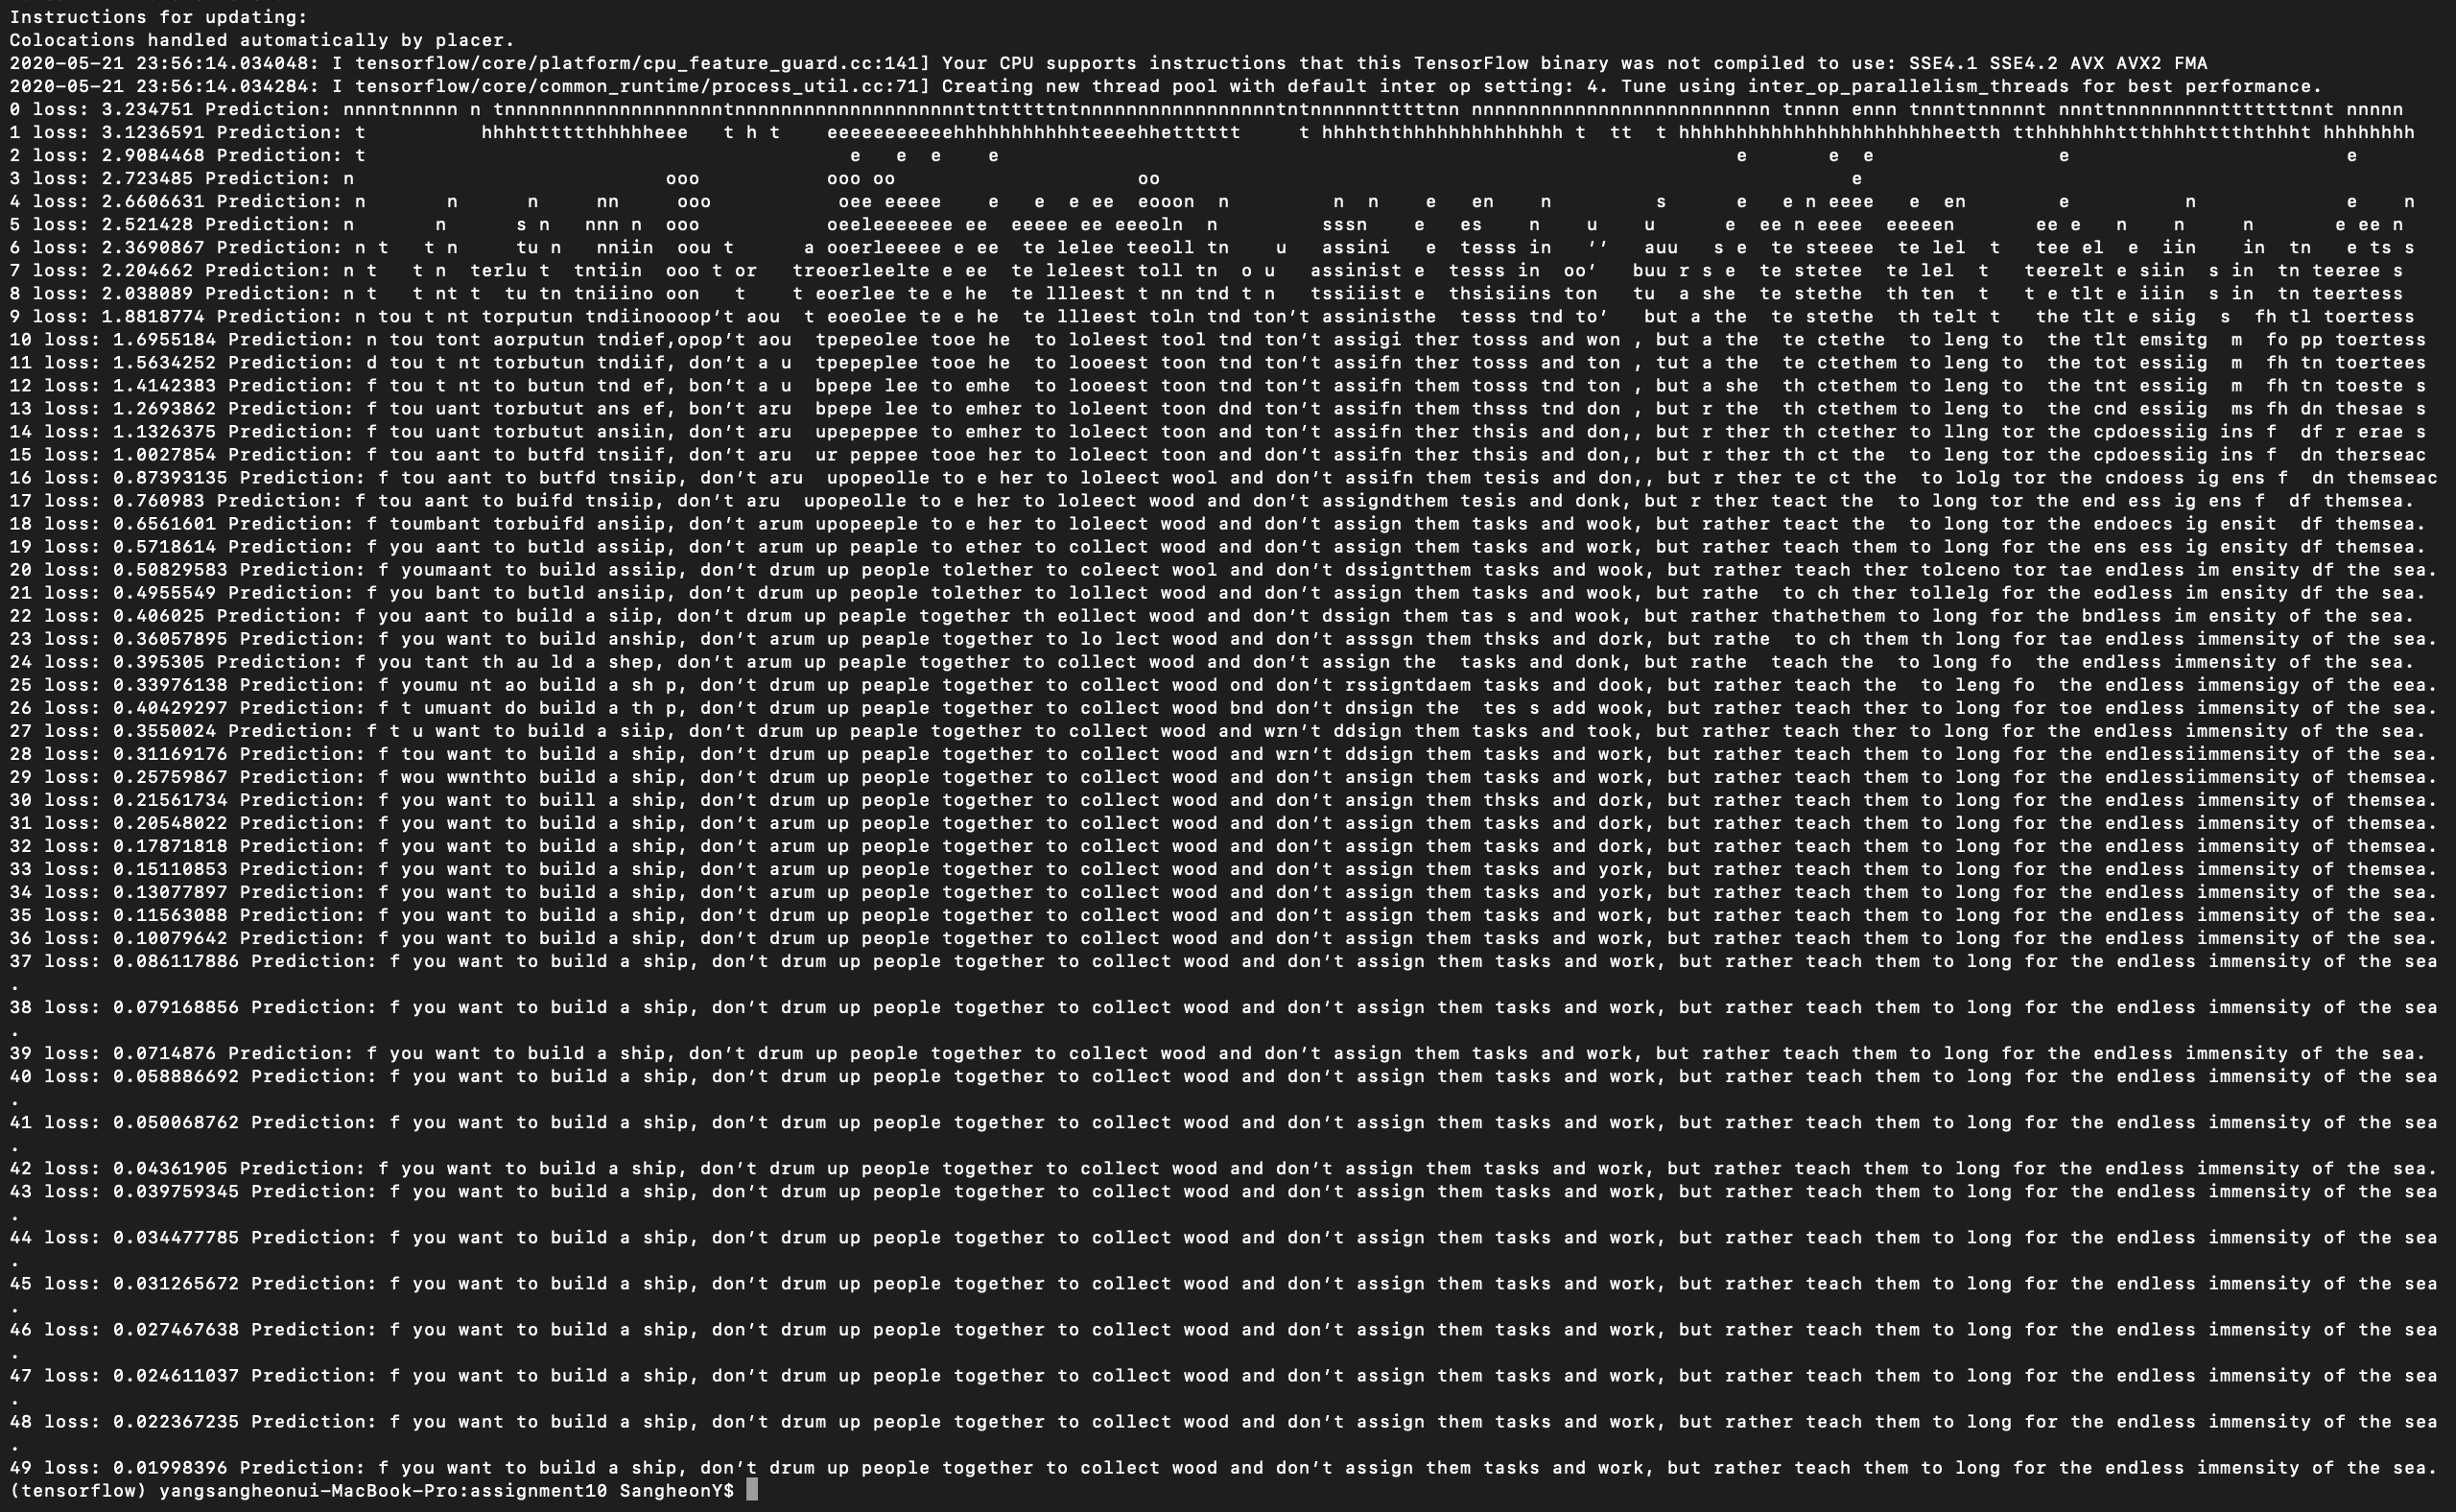 Instructions for updating:
Colocations handled automatically by placer.
2020-05-21 23:56:14.034048: I tensorflow/core/platform/cpu_feature_guard.cc:141] Your CPU supports instructions that this TensorFlow binary was not compiled to use: SSE4.1 SSE4.2 AVX AVX2 FMA
2020-05-21 23:56:14.034284: I tensorflow/core/common_runtime/process_util.cc:71] Creating new thread pool with default inter op setting: 4. Tune using inter_op_parallelism_threads for best performance.
0 loss: 3.234751 Prediction:
1 loss: 3.1236591 Prediction: t
2 loss: 2.9084468 Prediction: t e e e e e e e e e
3 loss: 2.723485 Prediction: n ooo ooo oo oo e
4 loss: 2.6606631 Prediction: n n n nn ooo oee eeeee e e e ee eooon n n n e en n s e e n eeee e en e n e n
5 loss: 2.521428 Prediction: n n s n nnn n ooo oeeleeeeeee ee eeeee ee eeeoln n sssn e es n u u e ee n eeee eeeeen ee e n n n e ee n
6 loss: 2.3690867 Prediction: n t t n tu n nniin oou t a ooerleeeee e ee te lelee teeoll tn u assini e tesss in ’’ auu s e te steeee te lel t tee el e iin in tn e ts s
7 loss: 2.204662 Prediction: n t t n terlu t tntiin ooo t or treoerleelte e ee te leleest toll tn o u assinist e tesss in oo’ buu r s e te stetee te lel t teerelt e siin s in tn teeree s
8 loss: 2.038089 Prediction: n t t nt t tu tn tniiino oon t t eoerlee te e he te llleest t nn tnd t n tssiiist e thsisiins ton tu a she te stethe th ten t t e tlt e iiin s in tn teertess
9 loss: 1.8818774 Prediction: n tou t nt torputun tndiinoooop’t aou t eoeolee te e he te llleest toln tnd ton’t assinisthe tesss tnd to’ but a the te stethe th telt t the tlt e siig s fh tl toertess
10 loss: 1.6955184 Prediction: n tou tont aorputun tndief,opop’t aou tpepeolee tooe he to loleest tool tnd ton’t assigi ther tosss and won , but a the te ctethe to leng to the tlt emsitg m fo pp toertess
11 loss: 1.5634252 Prediction: d tou t nt torbutun tndiif, don’t a u tpepeplee tooe he to looeest toon tnd ton’t assifn ther tosss and ton , tut a the te ctethem to leng to the tot essiig m fh tn toertees
12 loss: 1.4142383 Prediction: f tou t nt to butun tnd ef, bon’t a u bpepe lee to emhe to looeest toon tnd ton’t assifn them tosss tnd ton , but a she th ctethem to leng to the tnt essiig m fh tn toeste s
13 loss: 1.2693862 Prediction: f tou uant torbutut ans ef, bon’t aru bpepe lee to emher to loleent toon dnd ton’t assifn them thsss tnd don , but r the th ctethem to leng to the cnd essiig ms fh dn thesae s
14 loss: 1.1326375 Prediction: f tou uant torbutut ansiin, don’t aru upepeppee to emher to loleect toon and ton’t assifn ther thsis and don,, but r ther th ctether to llng tor the cpdoessiig ins f df r erae s
15 loss: 1.0027854 Prediction: f tou aant to butfd tnsiif, don’t aru ur peppee tooe her to loleect toon and don’t assifn ther thsis and don,, but r ther th ct the to leng tor the cpdoessiig ins f dn therseac
16 loss: 0.87393135 Prediction: f tou aant to butfd tnsiip, don’t aru upopeolle to e her to loleect wool and don’t assifn them tesis and don,, but r ther te ct the to lolg tor the cndoess ig ens f dn themseac
17 loss: 0.760983 Prediction: f tou aant to buifd tnsiip, don’t aru upopeolle to e her to loleect wood and don’t assigndthem tesis and donk, but r ther teact the to long tor the end ess ig ens f df themsea.
18 loss: 0.6561601 Prediction: f toumbant torbuifd ansiip, don’t arum upopeeple to e her to loleect wood and don’t assign them tasks and wook, but rather teact the to long tor the endoecs ig ensit df themsea.
19 loss: 0.5718614 Prediction: f you aant to butld assiip, don’t arum up peaple to ether to collect wood and don’t assign them tasks and work, but rather teach them to long for the ens ess ig ensity df themsea.
20 loss: 0.50829583 Prediction: f youmaant to build assiip, don’t drum up people tolether to coleect wool and don’t dssigntthem tasks and wook, but rather teach ther tolceno tor tae endless im ensity df the sea.
21 loss: 0.4955549 Prediction: f you bant to butld ansiip, don’t drum up people tolether to lollect wood and don’t assign them tasks and wook, but rathe to ch ther tollelg for the eodless im ensity df the sea.
22 loss: 0.406025 Prediction: f you aant to build a siip, don’t drum up peaple together th eollect wood and don’t dssign them tas s and wook, but rather thathethem to long for the bndless im ensity of the sea.
23 loss: 0.36057895 Prediction: f you want to build anship, don’t arum up peaple together to lo lect wood and don’t asssgn them thsks and dork, but rathe to ch them th long for tae endless immensity of the sea.
24 loss: 0.395305 Prediction: f you tant th au ld a shep, don’t arum up peaple together to collect wood and don’t assign the tasks and donk, but rathe teach the to long fo the endless immensity of the sea.
25 loss: 0.33976138 Prediction: f youmu nt ao build a sh p, don’t drum up peaple together to collect wood ond don’t rssigntdaem tasks and dook, but rather teach the to leng fo the endless immensigy of the eea.
26 loss: 0.40429297 Prediction: f t umuant do build a th p, don’t drum up people together to collect wood bnd don’t dnsign the tes s add wook, but rather teach ther to long for toe endless immensity of the sea.
27 loss: 0.3550024 Prediction: f t u want to build a siip, don’t drum up people together to collect wood and wrn’t ddsign them tasks and took, but rather teach ther to long for the endless immensity of the sea.
28 loss: 0.31169176 Prediction: f tou want to build a ship, don’t drum up people together to collect wood and wrn’t ddsign them tasks and work, but rather teach them to long for the endlessiimmensity of the sea.
29 loss: 0.25759867 Prediction: f wou wwnthto build a ship, don’t drum up people together to collect wood and don’t ansign them tasks and work, but rather teach them to long for the endlessiimmensity of themsea.
30 loss: 0.21561734 Prediction: f you want to buill a ship, don’t drum up people together to collect wood and don’t ansign them thsks and dork, but rather teach them to long for the endless immensity of themsea.
31 loss: 0.20548022 Prediction: f you want to build a ship, don’t arum up people together to collect wood and don’t assign them tasks and dork, but rather teach them to long for the endless immensity of themsea.
32 loss: 0.17871818 Prediction: f you want to build a ship, don’t arum up people together to collect wood and don’t assign them tasks and dork, but rather teach them to long for the endless immensity of themsea.
33 loss: 0.15110853 Prediction: f you want to build a ship, don’t arum up people together to collect wood and don’t assign them tasks and york, but rather teach them to long for the endless immensity of the sea.
34 loss: 0.13077897 Prediction: f you want to build a ship, don’t arum up people together to collect wood and don’t assign them tasks and york, but rather teach them to long for the endless immensity of the sea.
35 loss: 0.11563088 Prediction: f you want to build a ship, don’t drum up people together to collect wood and don’t assign them tasks and work, but rather teach them to long for the endless immensity of the sea.
36 loss: 0.10079642 Prediction: f you want to build a ship, don’t drum up people together to collect wood and don’t assign them tasks and work, but rather teach them to long for the endless immensity of the sea.
37 loss: 0.086117886 Prediction: f you want to build a ship, don’t drum up people together to collect wood and don’t assign them tasks and work, but rather teach them to long for the endless immensity of the sea
.
38 loss: 0.079168856 Prediction: f you want to build a ship, don’t drum up people together to collect wood and don’t assign them tasks and work, but rather teach them to long for the endless immensity of the sea
.
39 loss: 0.0714876 Prediction: f you want to build a ship, don’t drum up people together to collect wood and don’t assign them tasks and work, but rather teach them to long for the endless immensity of the sea.
40 loss: 0.058886692 Prediction: f you want to build a ship, don’t drum up people together to collect wood and don’t assign them tasks and work, but rather teach them to long for the endless immensity of the sea
.
41 loss: 0.050068762 Prediction: f you want to build a ship, don’t drum up people together to collect wood and don’t assign them tasks and work, but rather teach them to long for the endless immensity of the sea
.
42 loss: 0.04361905 Prediction: f you want to build a ship, don’t drum up people together to collect wood and don’t assign them tasks and work, but rather teach them to long for the endless immensity of the sea.
43 loss: 0.039759345 Prediction: f you want to build a ship, don’t drum up people together to collect wood and don’t assign them tasks and work, but rather teach them to long for the endless immensity of the sea
.
44 loss: 0.034477785 Prediction: f you want to build a ship, don’t drum up people together to collect wood and don’t assign them tasks and work, but rather teach them to long for the endless immensity of the sea
.
45 loss: 0.031265672 Prediction: f you want to build a ship, don’t drum up people together to collect wood and don’t assign them tasks and work, but rather teach them to long for the endless immensity of the sea
.
46 loss: 0.027467638 Prediction: f you want to build a ship, don’t drum up people together to collect wood and don’t assign them tasks and work, but rather teach them to long for the endless immensity of the sea
.
47 loss: 0.024611037 Prediction: f you want to build a ship, don’t drum up people together to collect wood and don’t assign them tasks and work, but rather teach them to long for the endless immensity of the sea
.
48 loss: 0.022367235 Prediction: f you want to build a ship, don’t drum up people together to collect wood and don’t assign them tasks and work, but rather teach them to long for the endless immensity of the sea
.
49 loss: 0.01998396 Prediction: f you want to build a ship, don’t drum up people together to collect wood and don’t assign them tasks and work, but rather teach them to long for the endless immensity of the sea.
(tensorflow) yangsangheonui-MacBook-Pro:assignment10 SangheonY$